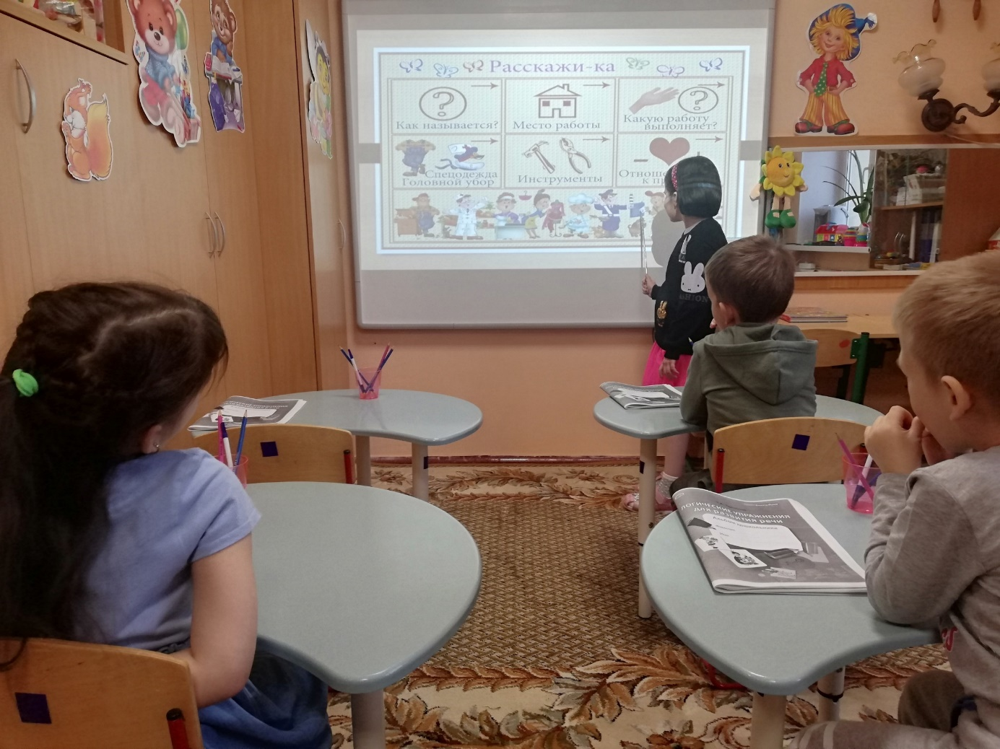 Расскажи-ка
Как называется?
Место работы
Какую работу
выполняет?
Спецодежда
Головной убор
Инструменты
ЛОГИЧЕСКИЕ УПРАЖНЕНИЯ
для развития речи
Альбом дошкольника